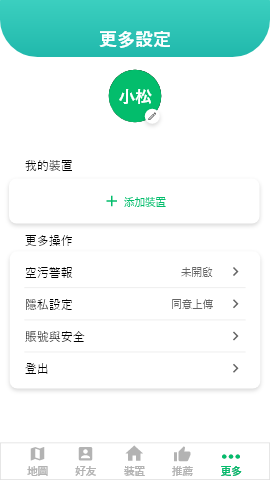 更多設定
小松
我的裝置
添加裝置
更多操作
空污警報 未開啟
隱私設定 同意上傳
賬號與安全
登出
地圖 好友 裝置 推薦 更多